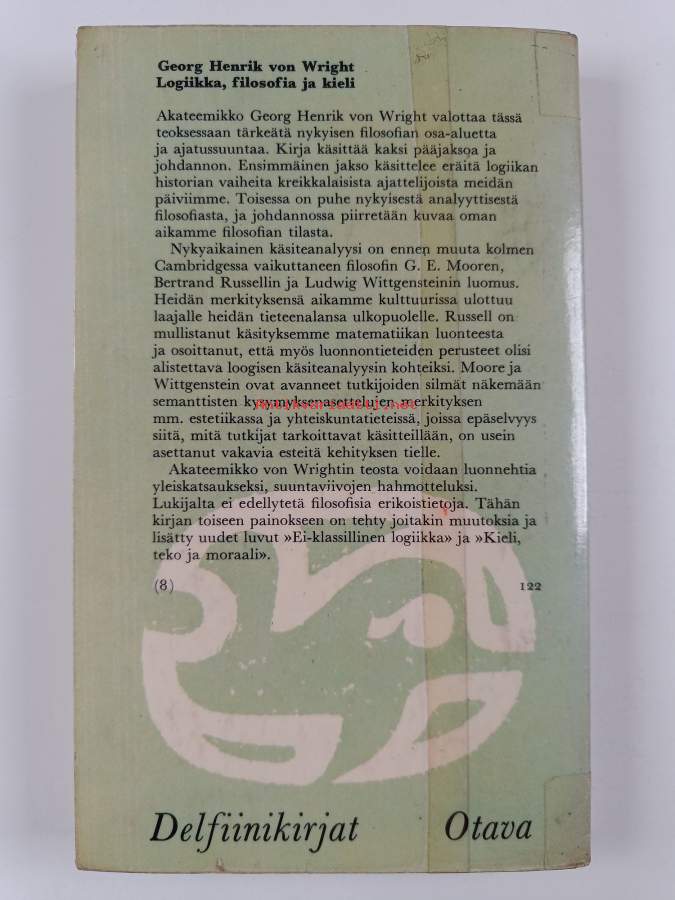 Georg Henrik von Wright
Logiikka, filosofia ja kieli
Akateemikko Georg Henrik von Wright valottaa tässä
teoksessaan tärkeätä nykyisen filosofian osa-aluetta
ja ajatussuuntaa. Kirja käsittää kaksi pääjaksoa ja
johdannon. Ensimmäinen jakso käsittelee eräitä logiikan
historian vaiheita kreikkalaisista ajattelijoista meidän
päiviimme. Toisessa on puhe nykyisestä analyyttisestä
filosofiasta, ja johdannossa piirretään kuvaa oman
aikamme filosofian tilasta.
Nykyaikainen käsiteanalyysi on ennen muuta kolmen
Cambridgessa vaikuttaneen filosofin G. E. Mooren,
Bertrand Russellin ja Ludwig Wittgensteinin luomus.
Heidän merkityksensä aikamme kulttuurissa ulottuu
laajalle heidän tieteenalansa ulkopuolelle. Russell on
mullistanut käsityksemme matematiikan luonteesta
ja osoittanut, että myös luonnontieteiden perusteet olisi
alistettava loogisen käsiteanalyysin kohteiksi. Moore ja
Wittgenstein ovat avanneet tutkijoiden silmät näkemään
semanttisten kysymyksenasettelujen merkityksen
Antikvariaatti.net
mm. estetiikassa ja yhteiskuntatieteissä, joissa epäselvyys
siitä, mitä tutkijat tarkoittavat käsitteillään, on usein
asettanut vakavia esteitä kehityksen tielle.
Akateemikko von Wrightin teosta voidaan luonnehtia
yleiskatsaukseksi, suuntaviivojen hahmotteluksi.
Lukijalta ei edellytetä filosofisia erikoistietoja. Tähän
kirjan toiseen painokseen on tehty joitakin muutoksia ja
lisätty uudet luvut »Ei-klassillinen logiikka» ja »Kieli,
teko ja moraali».
(8) 122
Delfiinikirjat Otava